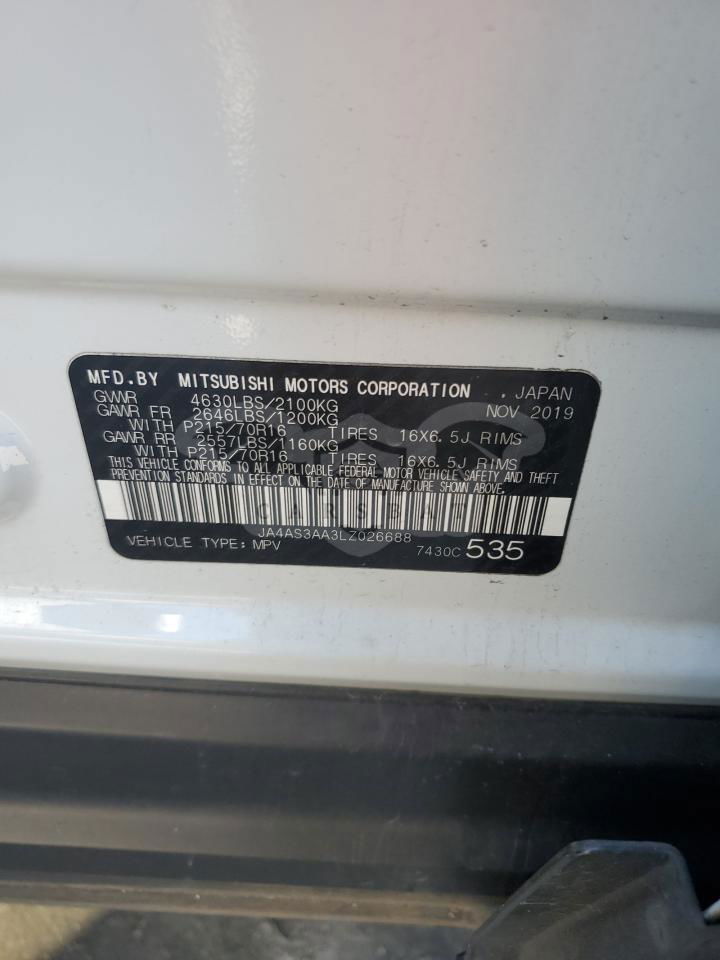 MFD.BY MITSUBISHI MOTORS CORPORATION , JAPAN
GVWR 4630LBS/2100KG NOV 2019
GAWR FR 2646LBS/1200KG
WITH P215/70R16 TIRES 16X6.5J RIMS
GAWR RR 2557LBS/1160KG
WITH P215/70R16 TIRES 16X6.5J RIMS
THIS VEHICLE CONFORMS TO ALL APPLICABLE FEDERAL MOTOR VEHICLE SAFETY AND THEFT
PREVENTION STANDARDS IN EFFECT ON THE DATE OF MANUFACTURE SHOWN ABOVE.
CARSBAR
JA4AS3AA3LZ026688
VEHICLE TYPE: MPV 7430C 535